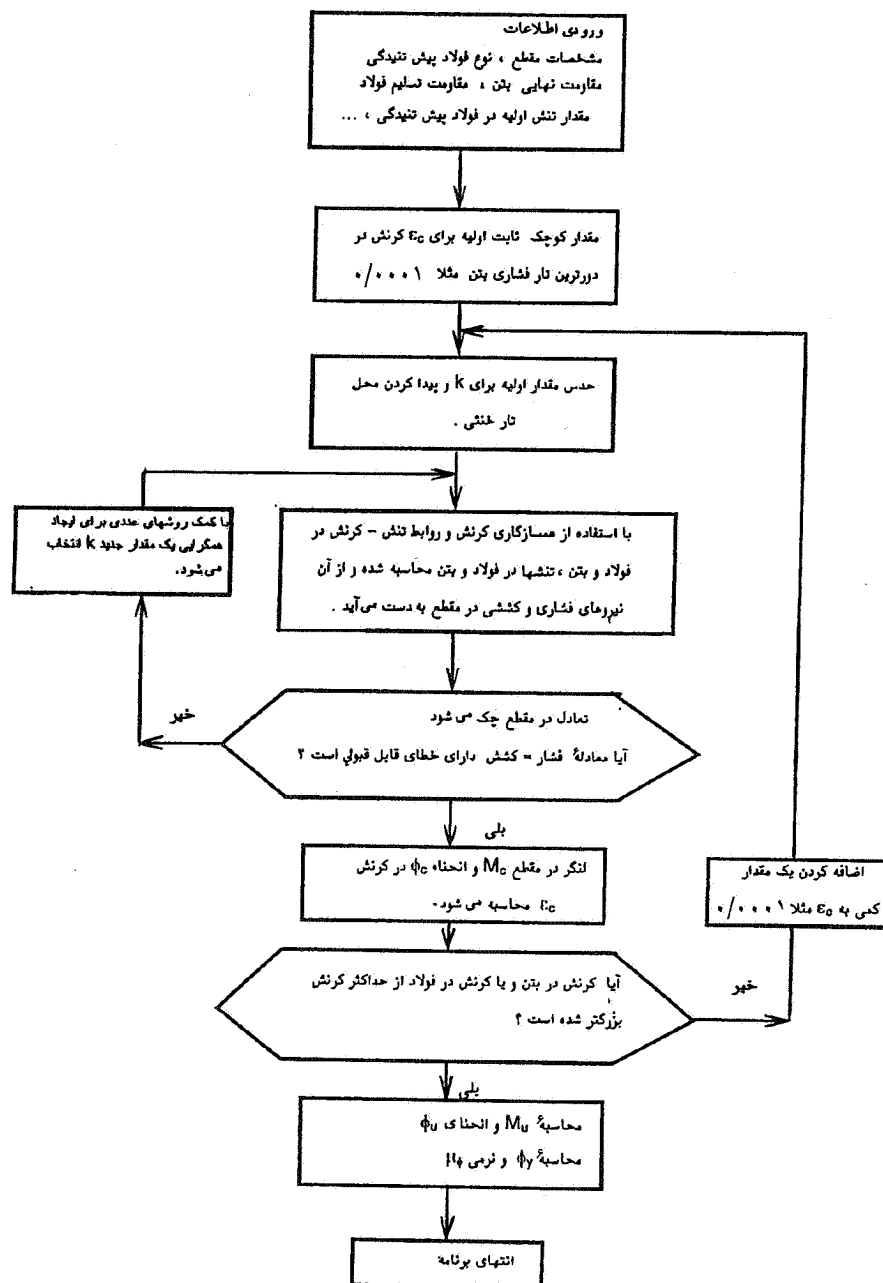 ورودی اطلاعات
مشخصات مقطع ، نوع فولاد پیش تنیدگی
مقاومت نهایی بتن ، مقاومت تسلیم فولاد
مقدار تنش اولیه در فولاد پیش تنیدگی ، ...
مقدار کوچک ثابت اولیه برای εc کرنش در
دورترین تار فشاری بتن مثلا ۰/۰۰۰۱
حدس مقدار اولیه برای k و پیدا کردن محل
تار خنثی .
با کمک روشهای عددی برای ایجاد
همگرایی یک مقدار جدید k انتخاب
می‌شود.
با استفاده از همسازگاری کرنش و روابط تنش – کرنش در
فولاد و بتن ، تنشها در فولاد و بتن محاسبه شده و از آن
نیروهای فشاری و کششی در مقطع به دست می‌آید .
تعادل در مقطع چک می شود
آیا معادلهٔ فشار = کشش دارای خطای قابل قبولی است ؟
خیر
بلی
لنگر در مقطع Mc و انحناء ϕc در کرنش
εc محاسبه می شود.
اضافه کردن یک مقدار
کمی به εc مثلا ۰/۰۰۰۱
آیا کرنش در بتن و یا کرنش در فولاد از حداکثر کرنش
بزرگتر شده است ؟
خیر
بلی
محاسبهٔ Mu و انحنای ϕu
محاسبهٔ ϕy و نرمی μϕ
انتهای برنامه